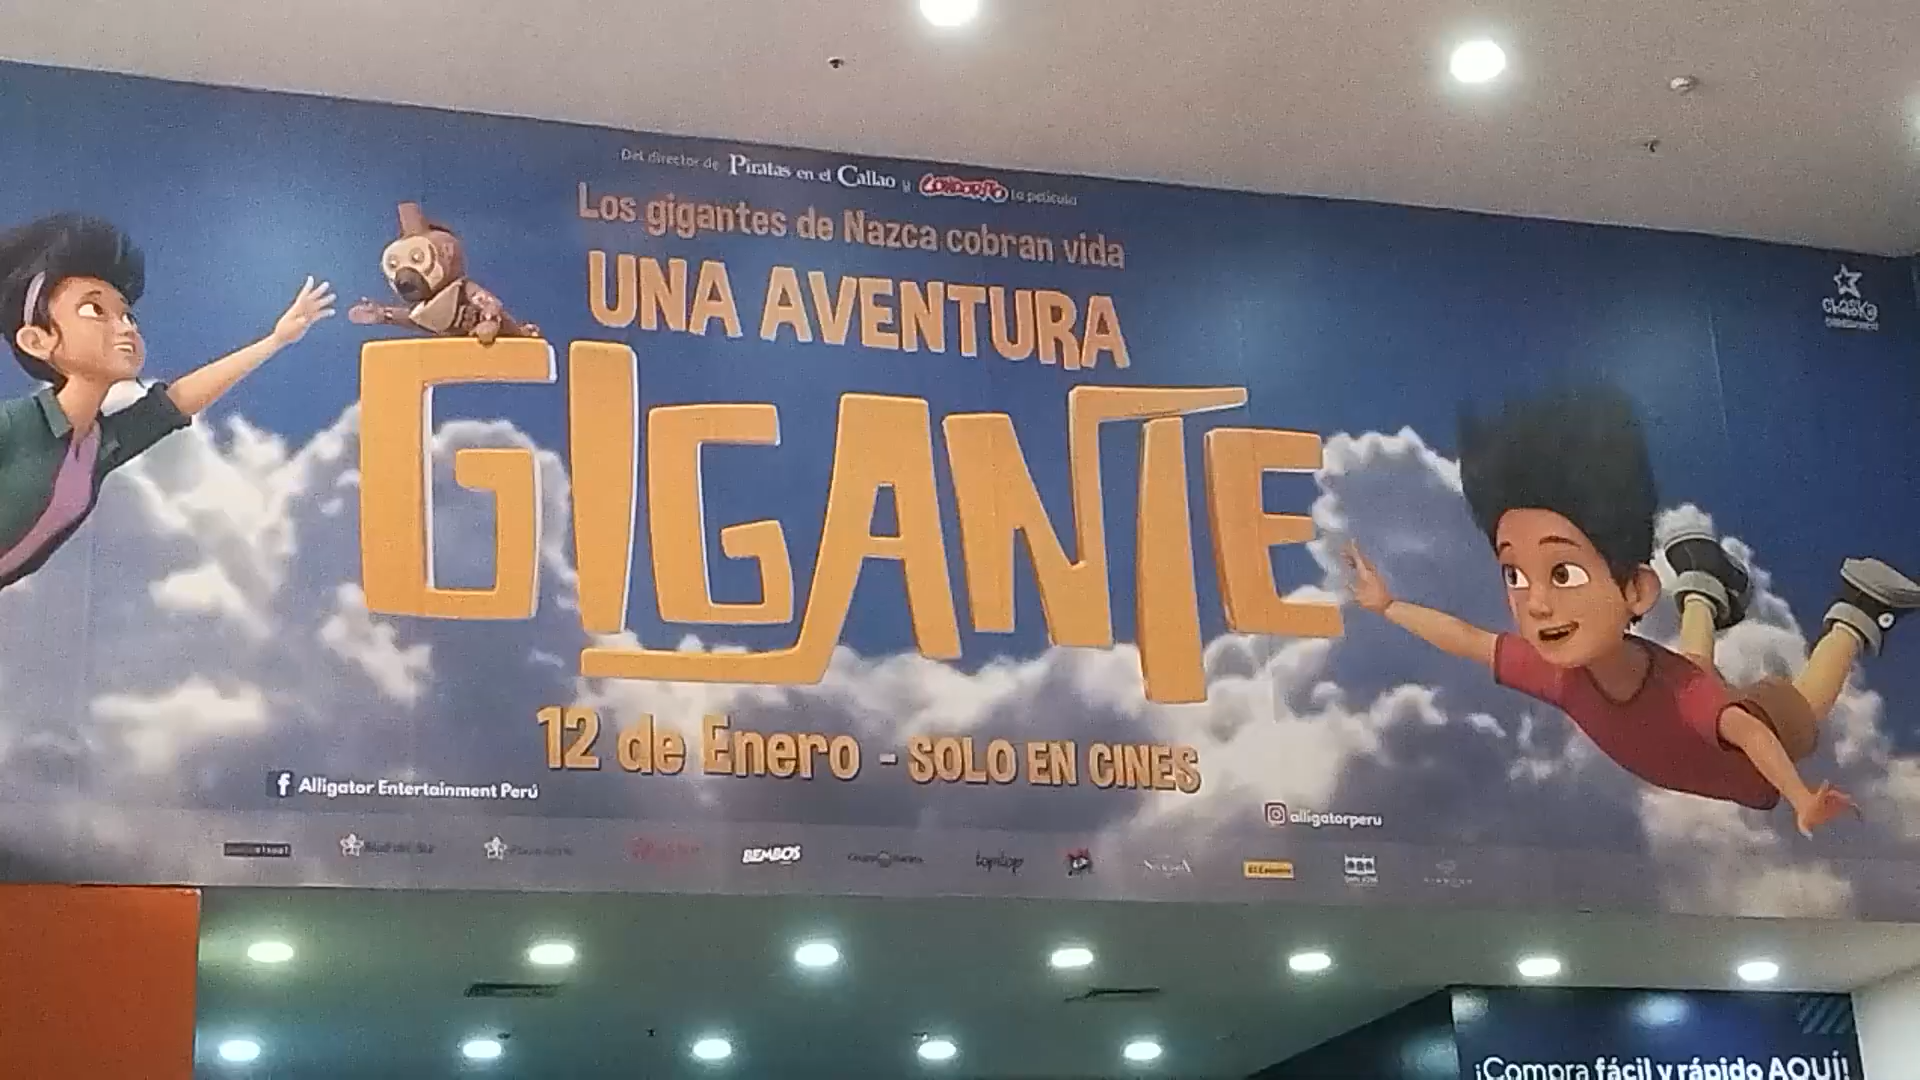 Del director de Piratas en el Callao y CONDORITO la película
Los gigantes de Nazca cobran vida
UNA AVENTURA
GIGANTE
12 de Enero - SOLO EN CINES
Alligator Entertainment Perú
alligatorperu
BEMBOS
topitop
¡Compra fácil y rápido AQUÍ!